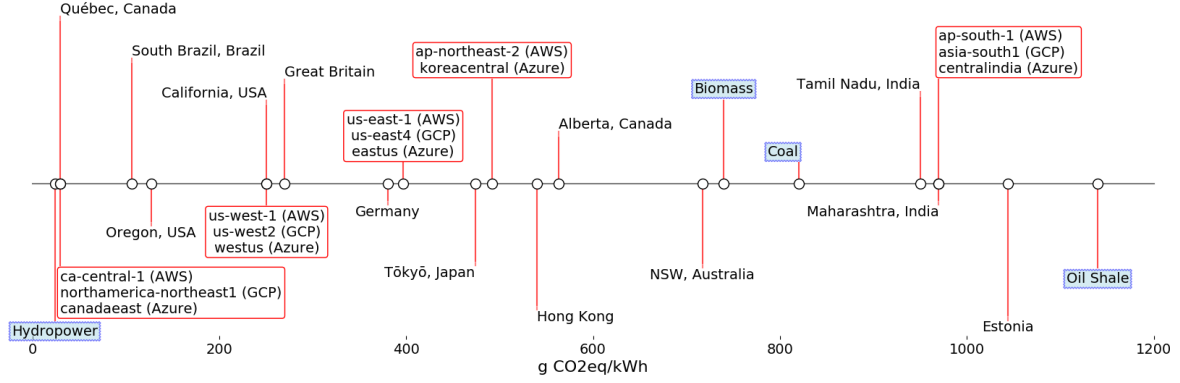 Québec, Canada
South Brazil, Brazil
California, USA
Great Britain
ap-northeast-2 (AWS)
koreacentral (Azure)
us-east-1 (AWS)
us-east4 (GCP)
eastus (Azure)
Alberta, Canada
Biomass
Coal
Tamil Nadu, India
ap-south-1 (AWS)
asia-south1 (GCP)
centralindia (Azure)
Oregon, USA
us-west-1 (AWS)
us-west2 (GCP)
westus (Azure)
Germany
Tōkyō, Japan
Hong Kong
NSW, Australia
Maharashtra, India
Estonia
Oil Shale
ca-central-1 (AWS)
northamerica-northeast1 (GCP)
canadaeast (Azure)
Hydropower
0 200 400 600 800 1000 1200
g CO2eq/kWh